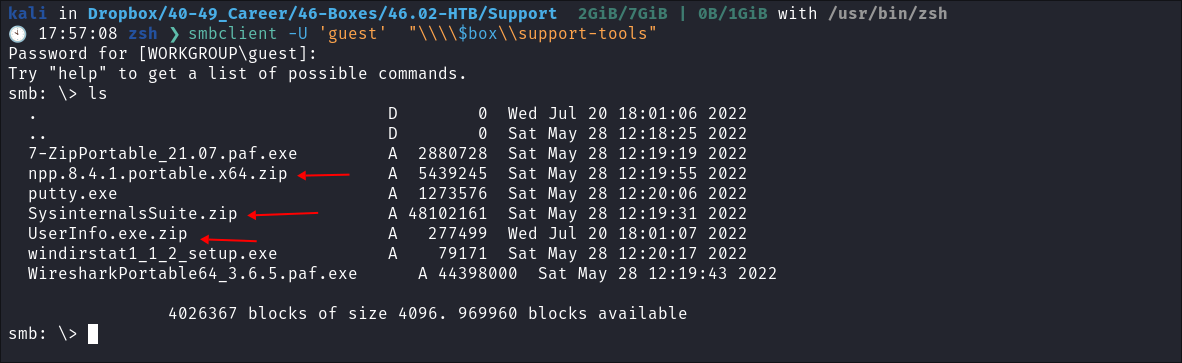 kali in Dropbox/40-49_Career/46-Boxes/46.02-HTB/Support  2GiB/7GiB | 0B/1GiB with /usr/bin/zsh
🕙 17:57:08 zsh ❯ smbclient -U 'guest'  "\\\\$box\\support-tools"
Password for [WORKGROUP\guest]:
Try "help" to get a list of possible commands.
smb: \> ls
  .                                   D        0  Wed Jul 20 18:01:06 2022
  ..                                  D        0  Sat May 28 12:18:25 2022
  7-ZipPortable_21.07.paf.exe         A  2880728  Sat May 28 12:19:19 2022
  npp.8.4.1.portable.x64.zip          A  5439245  Sat May 28 12:19:55 2022
  putty.exe                           A  1273576  Sat May 28 12:20:06 2022
  SysinternalsSuite.zip               A 48102161  Sat May 28 12:19:31 2022
  UserInfo.exe.zip                    A   277499  Wed Jul 20 18:01:07 2022
  windirstat1_1_2_setup.exe           A    79171  Sat May 28 12:20:17 2022
  WiresharkPortable64_3.6.5.paf.exe      A 44398000  Sat May 28 12:19:43 2022
                4026367 blocks of size 4096. 969960 blocks available
smb: \>